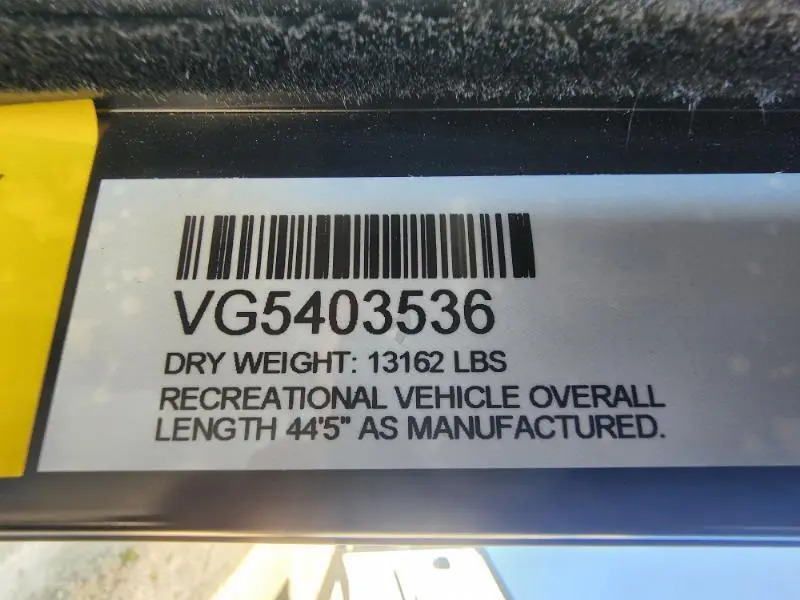 VG5403536
DRY WEIGHT: 13162 LBS
RECREATIONAL VEHICLE OVERALL
LENGTH 44'5" AS MANUFACTURED.